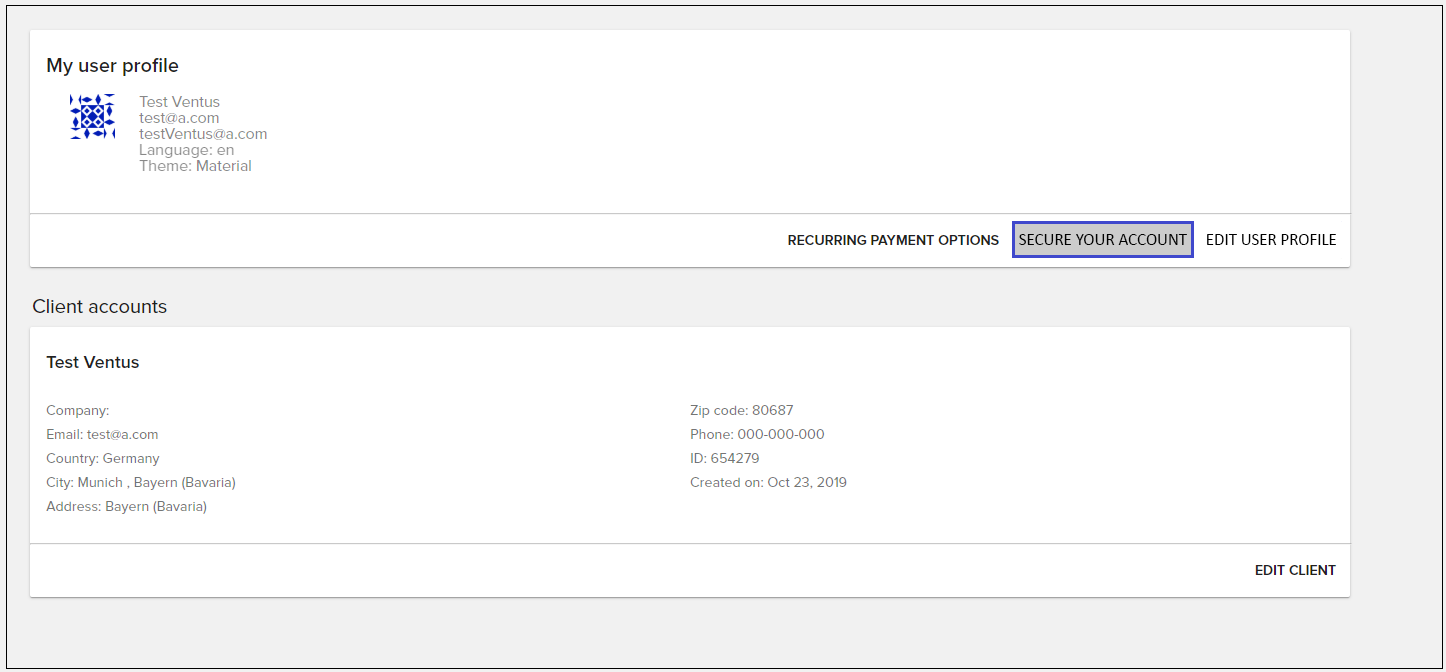 My user profile
Test Ventus
test@a.com
testVentus@a.com
Language: en
Theme: Material
RECURRING PAYMENT OPTIONS SECURE YOUR ACCOUNT EDIT USER PROFILE
Client accounts
Test Ventus
Company:
Email: test@a.com
Country: Germany
City: Munich , Bayern (Bavaria)
Address: Bayern (Bavaria)
Zip code: 80687
Phone: 000-000-000
ID: 654279
Created on: Oct 23, 2019
EDIT CLIENT